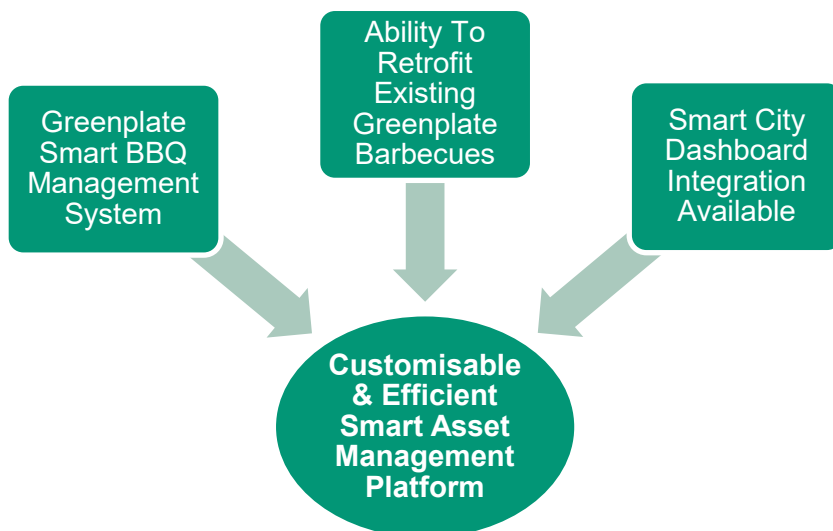 Greenplate
Smart BBQ
Management
System
Ability To
Retrofit
Existing
Greenplate
Barbecues
Smart City
Dashboard
Integration
Available
Customisable
& Efficient
Smart Asset
Management
Platform